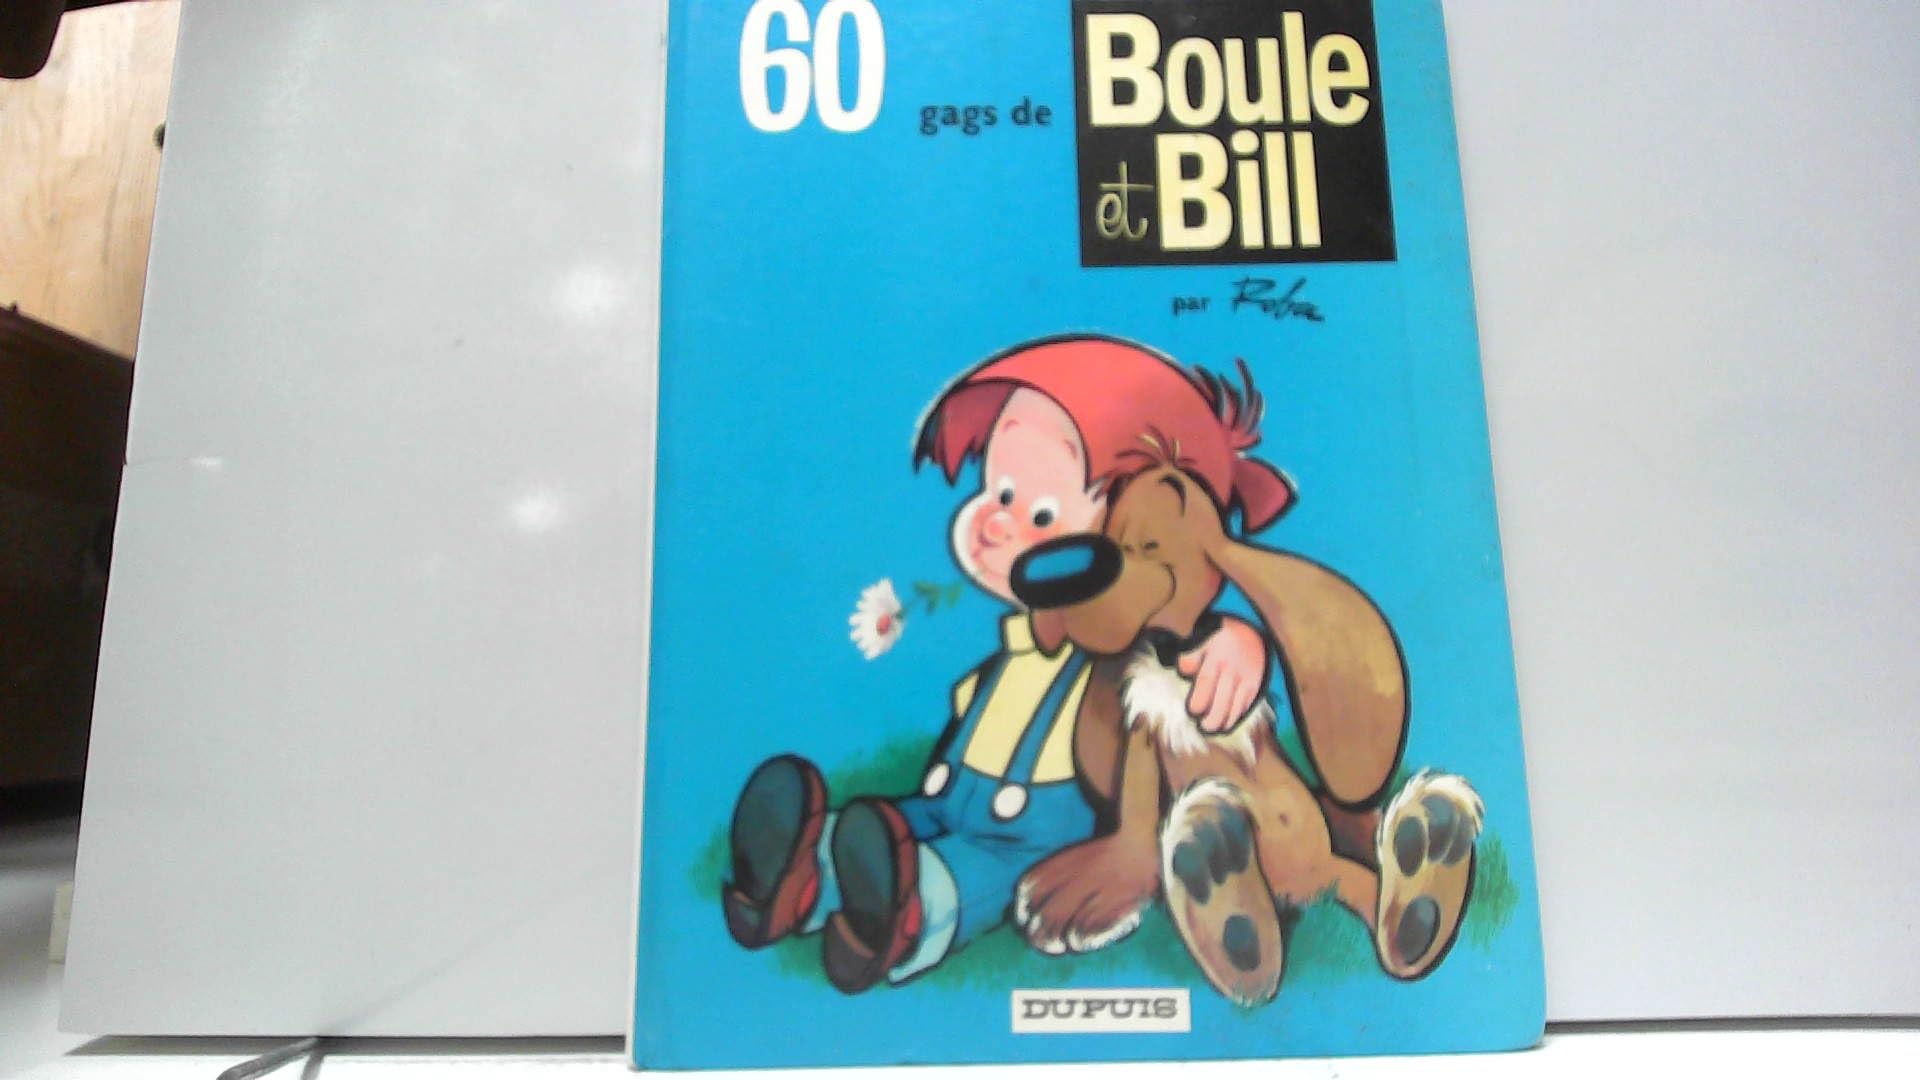 60 gags de Boule
et Bill
par Roba
DUPUIS